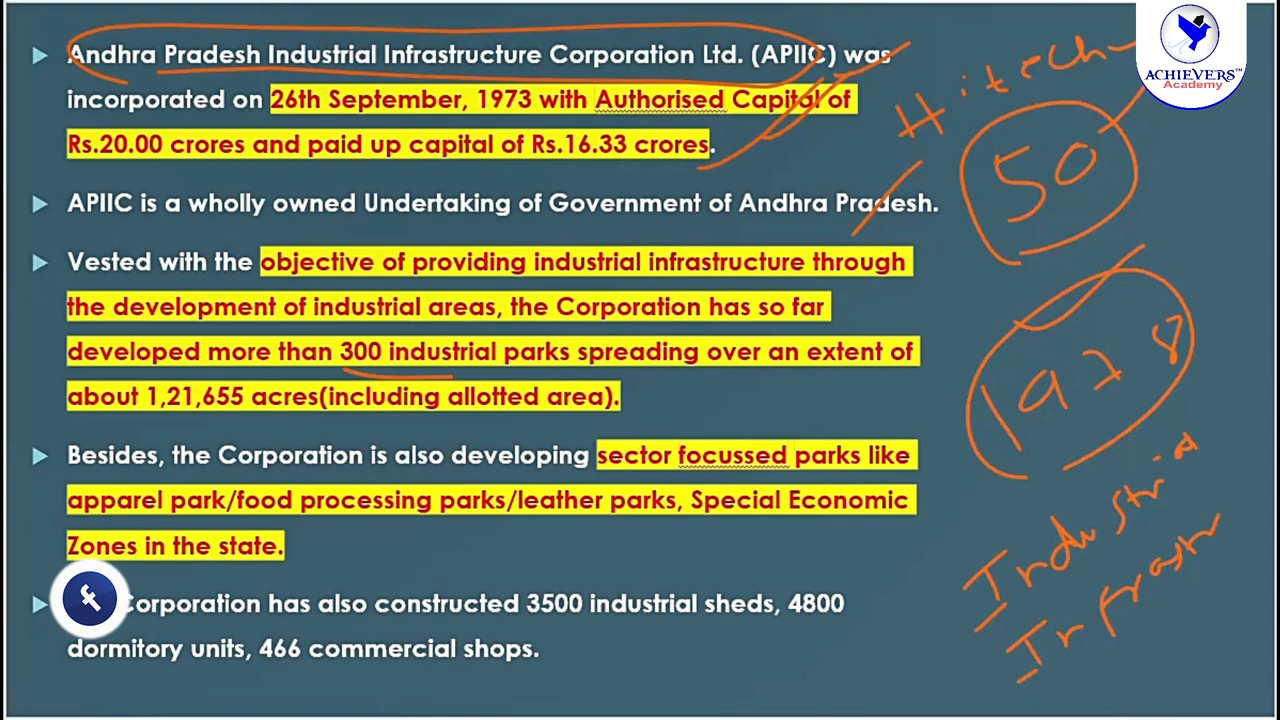 Andhra Pradesh Industrial Infrastructure Corporation Ltd. (APIIC) was
incorporated on 26th September, 1973 with Authorised Capital of
Rs.20.00 crores and paid up capital of Rs.16.33 crores.
APIIC is a wholly owned Undertaking of Government of Andhra Pradesh.
Vested with the objective of providing industrial infrastructure through
the development of industrial areas, the Corporation has so far
developed more than 300 industrial parks spreading over an extent of
about 1,21,655 acres(including allotted area).
Besides, the Corporation is also developing sector focussed parks like
apparel park/food processing parks/leather parks, Special Economic
Zones in the state.
Corporation has also constructed 3500 industrial sheds, 4800
dormitory units, 466 commercial shops.
ACHIEVERS™
Academy
Hitech
50
1978
Industria
Infrastr
f